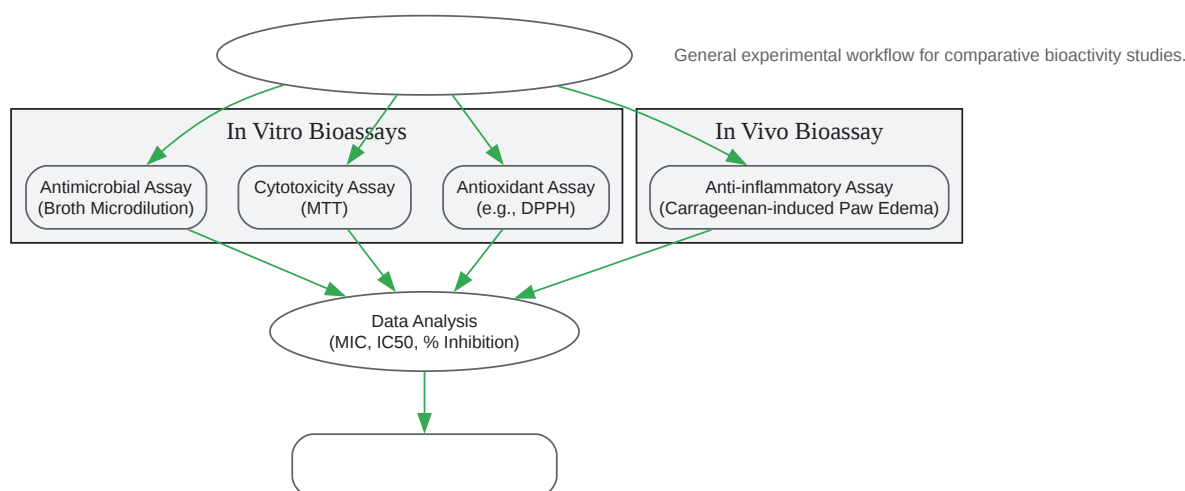 General experimental workflow for comparative bioactivity studies.
In Vitro Bioassays
In Vivo Bioassay
Antimicrobial Assay
(Broth Microdilution)
Cytotoxicity Assay
(MTT)
Antioxidant Assay
(e.g., DPPH)
Anti-inflammatory Assay
(Carrageenan-induced Paw Edema)
Data Analysis
(MIC, IC50, % Inhibition)